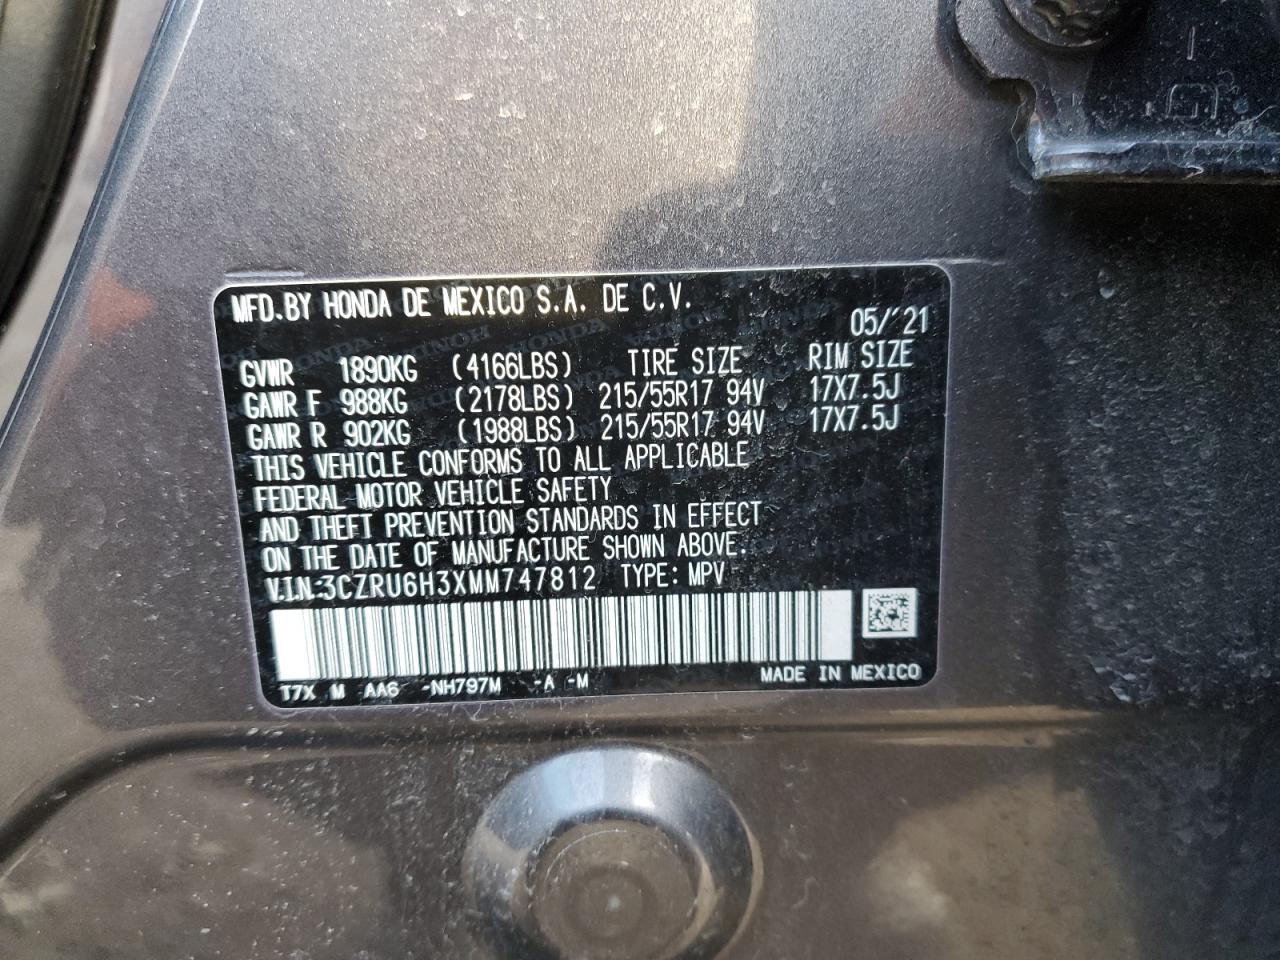 MFD.BY HONDA DE MEXICO S.A. DE C.V.
05/'21
GVWR 1890KG (4166LBS) TIRE SIZE RIM SIZE
GAWR F 988KG (2178LBS) 215/55R17 94V 17X7.5J
GAWR R 902KG (1988LBS) 215/55R17 94V 17X7.5J
THIS VEHICLE CONFORMS TO ALL APPLICABLE
FEDERAL MOTOR VEHICLE SAFETY
AND THEFT PREVENTION STANDARDS IN EFFECT
ON THE DATE OF MANUFACTURE SHOWN ABOVE.
V.I.N:3CZRU6H3XMM747812 TYPE: MPV
T7X M AA6 -NH797M -A -M MADE IN MEXICO